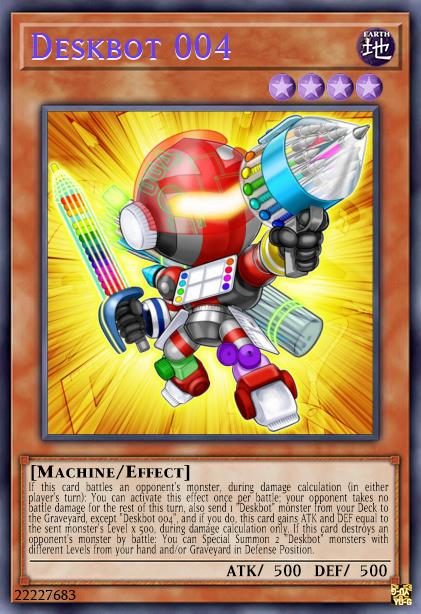 DESKBOT 004
EARTH
地
[MACHINE/EFFECT]
If this card battles an opponent's monster, during damage calculation (in either
player's turn): You can activate this effect once per battle; your opponent takes no
battle damage for the rest of this turn, also send 1 "Deskbot" monster from your Deck to
the Graveyard, except "Deskbot 004", and if you do, this card gains ATK and DEF equal to
the sent monster's Level x 500, during damage calculation only. If this card destroys an
opponent's monster by battle: You can Special Summon 2 "Deskbot" monsters with
different Levels from your hand and/or Graveyard in Defense Position.
ATK/ 500 DEF/ 500
22227683